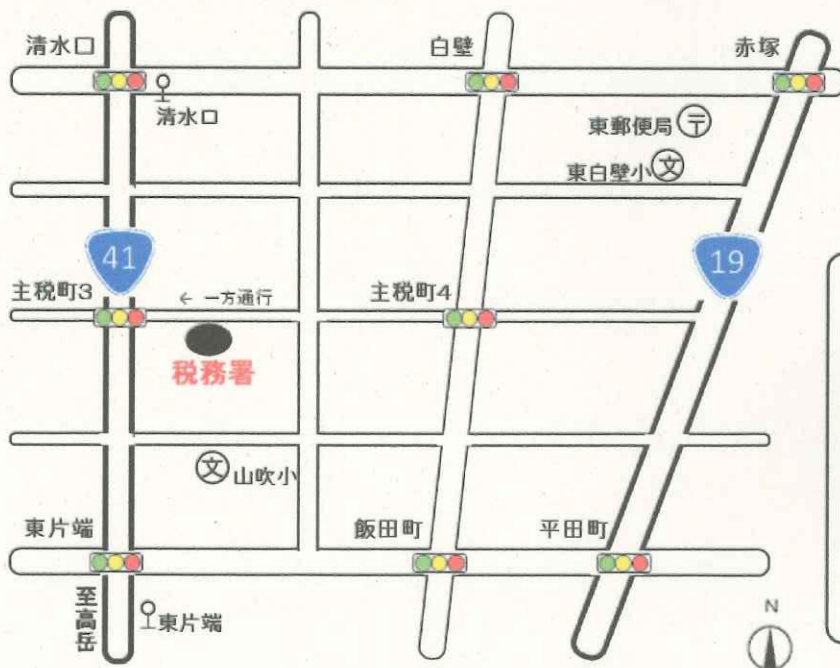 清水口
白壁
赤塚
清水口
東郵便局 〒
東白壁小 文
41
19
主税町3
← 一方通行
主税町4
税務署
文 山吹小
東片端
飯田町
平田町
至高岳
東片端
N